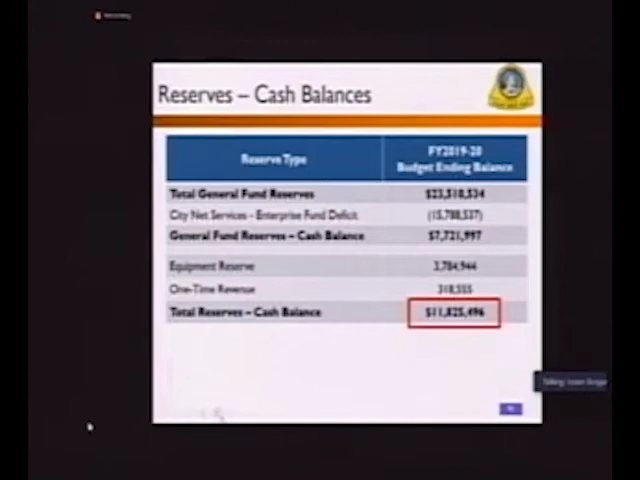 Reserves – Cash Balances
Reserve Type
FY2019-20
Budget Ending Balance
Total General Fund Reserves $23,510,534
City Net Services - Enterprise Fund Deficit (15,788,537)
General Fund Reserves – Cash Balance $7,721,997
Equipment Reserve 3,784,944
One-Time Revenue 318,555
Total Reserves – Cash Balance $11,825,496
Talking: